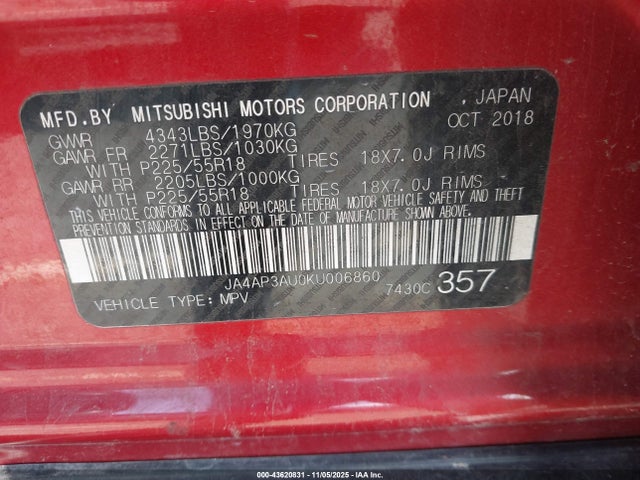 MFD.BY MITSUBISHI MOTORS CORPORATION , JAPAN
GVWR 4343LBS/1970KG OCT 2018
GAWR FR 2271LBS/1030KG
WITH P225/55R18 TIRES 18X7.0J RIMS
GAWR RR 2205LBS/1000KG
WITH P225/55R18 TIRES 18X7.0J RIMS
THIS VEHICLE CONFORMS TO ALL APPLICABLE FEDERAL MOTOR VEHICLE SAFETY AND THEFT
PREVENTION STANDARDS IN EFFECT ON THE DATE OF MANUFACTURE SHOWN ABOVE.
JA4AP3AU0KU006860 7430C 357
VEHICLE TYPE: MPV
000-43620831 - 11/05/2025 - IAA Inc.